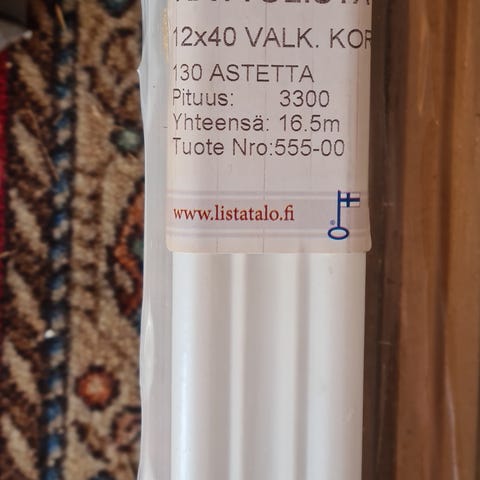 12x40 VALK. KOR
130 ASTETTA
Pituus: 3300
Yhteensä: 16.5m
Tuote Nro:555-00
www.listatalo.fi